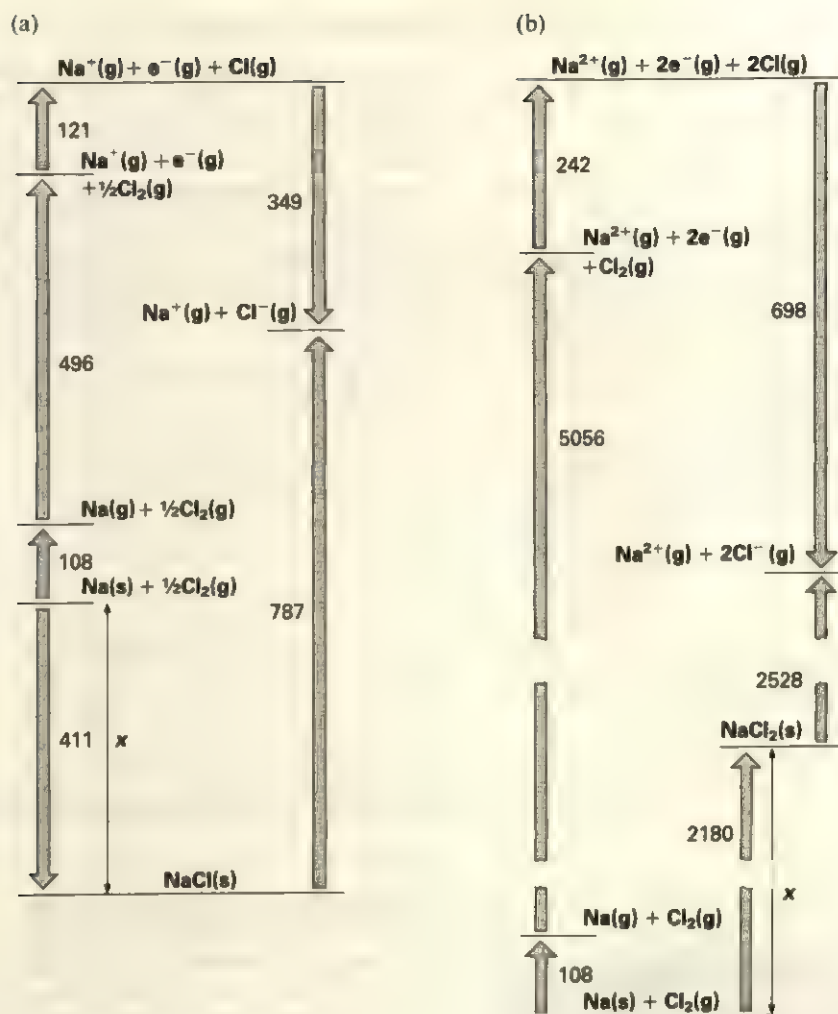 (a)
Na⁺(g) + e⁻(g) + Cl(g)
121
Na⁺(g) + e⁻(g)
+ ½Cl₂(g)
349
Na⁺(g) + Cl⁻(g)
496
Na(g) + ½Cl₂(g)
108
Na(s) + ½Cl₂(g)
787
411
x
NaCl(s)
(b)
Na²⁺(g) + 2e⁻(g) + 2Cl(g)
242
Na²⁺(g) + 2e⁻(g)
+Cl₂(g)
698
5056
Na²⁺(g) + 2Cl⁻(g)
2528
NaCl₂(s)
2180
x
Na(g) + Cl₂(g)
108
Na(s) + Cl₂(g)